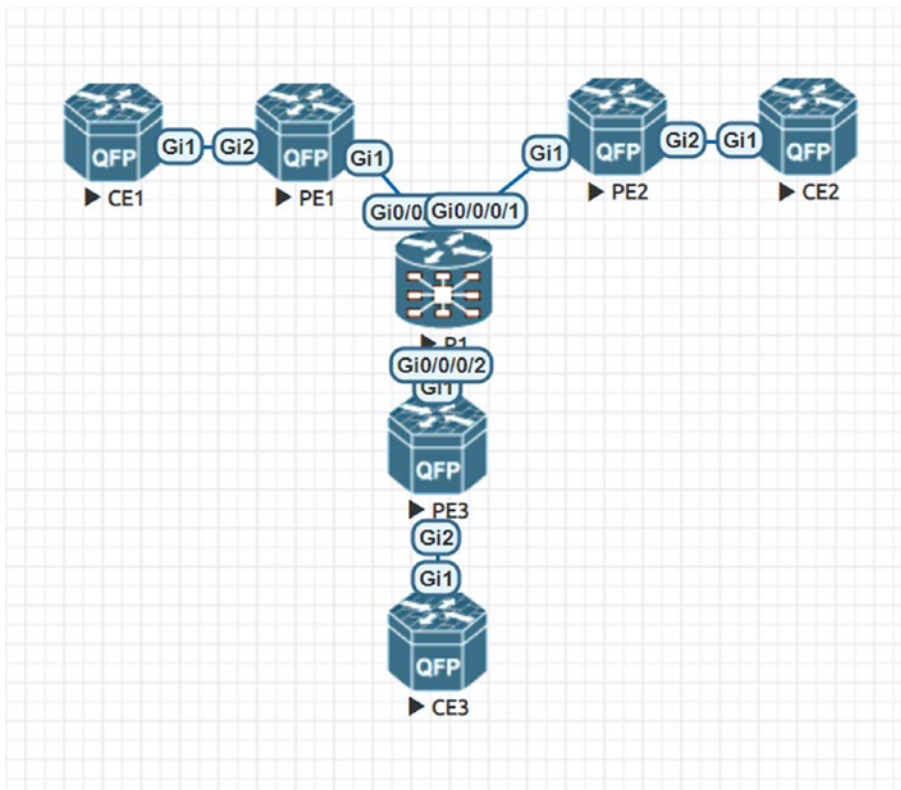 QFP
Gi1
Gi2
QFP
Gi1
Gi1
QFP
Gi2
Gi1
QFP
CE1
PE1
PE2
CE2
Gi0/0/
Gi0/0/0/1
P1
Gi0/0/0/2
Gi1
QFP
PE3
Gi2
Gi1
QFP
CE3